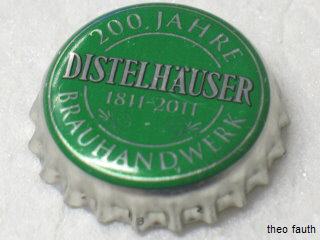 200. JAHRE
DISTELHÄUSER
1811-2011
BRAUHANDWERK
theo fauth